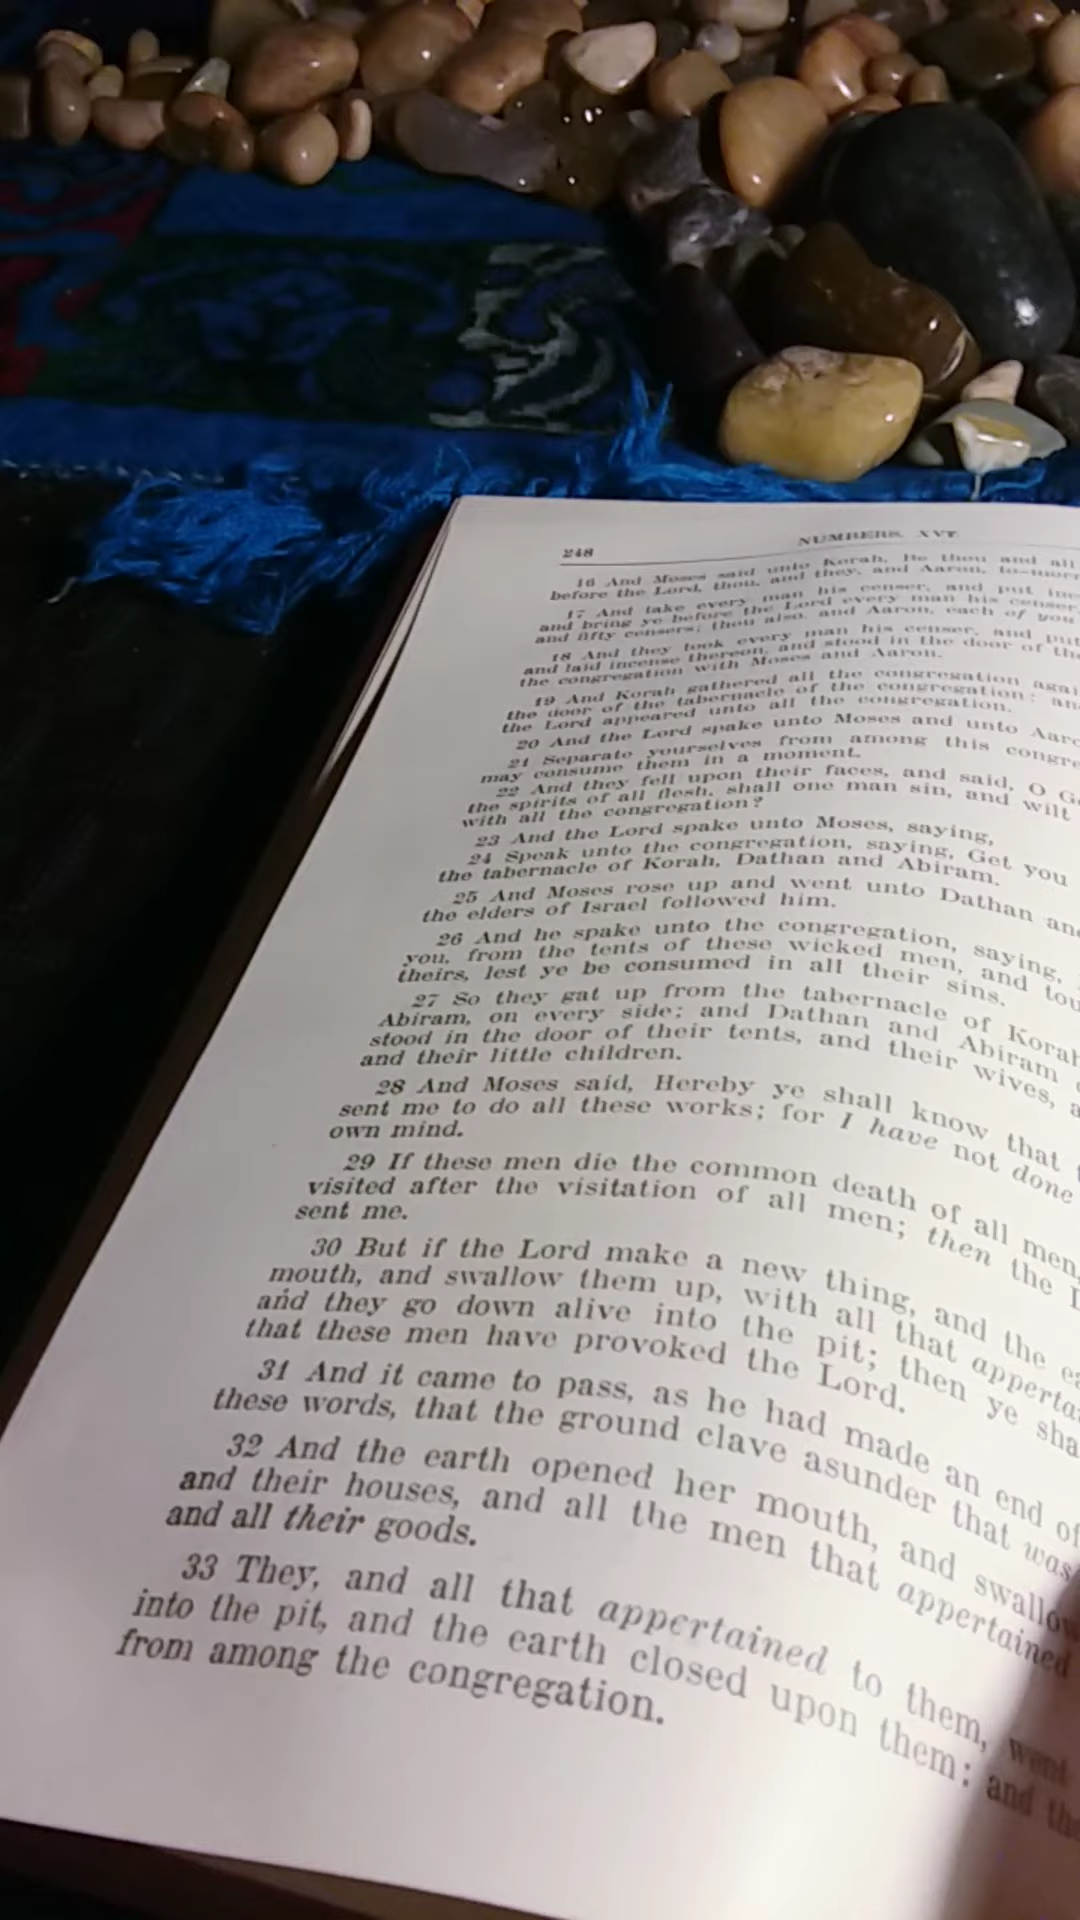 248 NUMBERS. XVI.
16 And Moses said unto Korah, Be thou and all
before the Lord, thou, and they, and Aaron, to-morr
17 And take every man his censer, and put inc
and bring ye before the Lord every man his censer,
and fifty censers; thou also, and Aaron, each of you
18 And they took every man his censer, and put
and laid incense thereon, and stood in the door of the
the congregation with Moses and Aaron.
19 And Korah gathered all the congregation agai
the door of the tabernacle of the congregation: an
the Lord appeared unto all the congregation.
20 And the Lord spake unto Moses and unto Aaro
21 Separate yourselves from among this congre
may consume them in a moment.
22 And they fell upon their faces, and said, O G
the spirits of all flesh, shall one man sin, and wilt
with all the congregation?
23 And the Lord spake unto Moses, saying,
24 Speak unto the congregation, saying, Get you
the tabernacle of Korah, Dathan and Abiram.
25 And Moses rose up and went unto Dathan and
the elders of Israel followed him.
26 And he spake unto the congregation, saying,
you, from the tents of these wicked men, and tou
theirs, lest ye be consumed in all their sins.
27 So they gat up from the tabernacle of Korah
Abiram, on every side; and Dathan and Abiram c
stood in the door of their tents, and their wives, a
and their little children.
28 And Moses said, Hereby ye shall know that t
sent me to do all these works; for I have not done
own mind.
29 If these men die the common death of all men,
visited after the visitation of all men; then the L
sent me.
30 But if the Lord make a new thing, and the ea
mouth, and swallow them up, with all that apperta
and they go down alive into the pit; then ye sha
that these men have provoked the Lord.
31 And it came to pass, as he had made an end of
these words, that the ground clave asunder that was
32 And the earth opened her mouth, and swallow
and their houses, and all the men that appertained
and all their goods.
33 They, and all that appertained to them, went
into the pit, and the earth closed upon them; and the
from among the congregation.